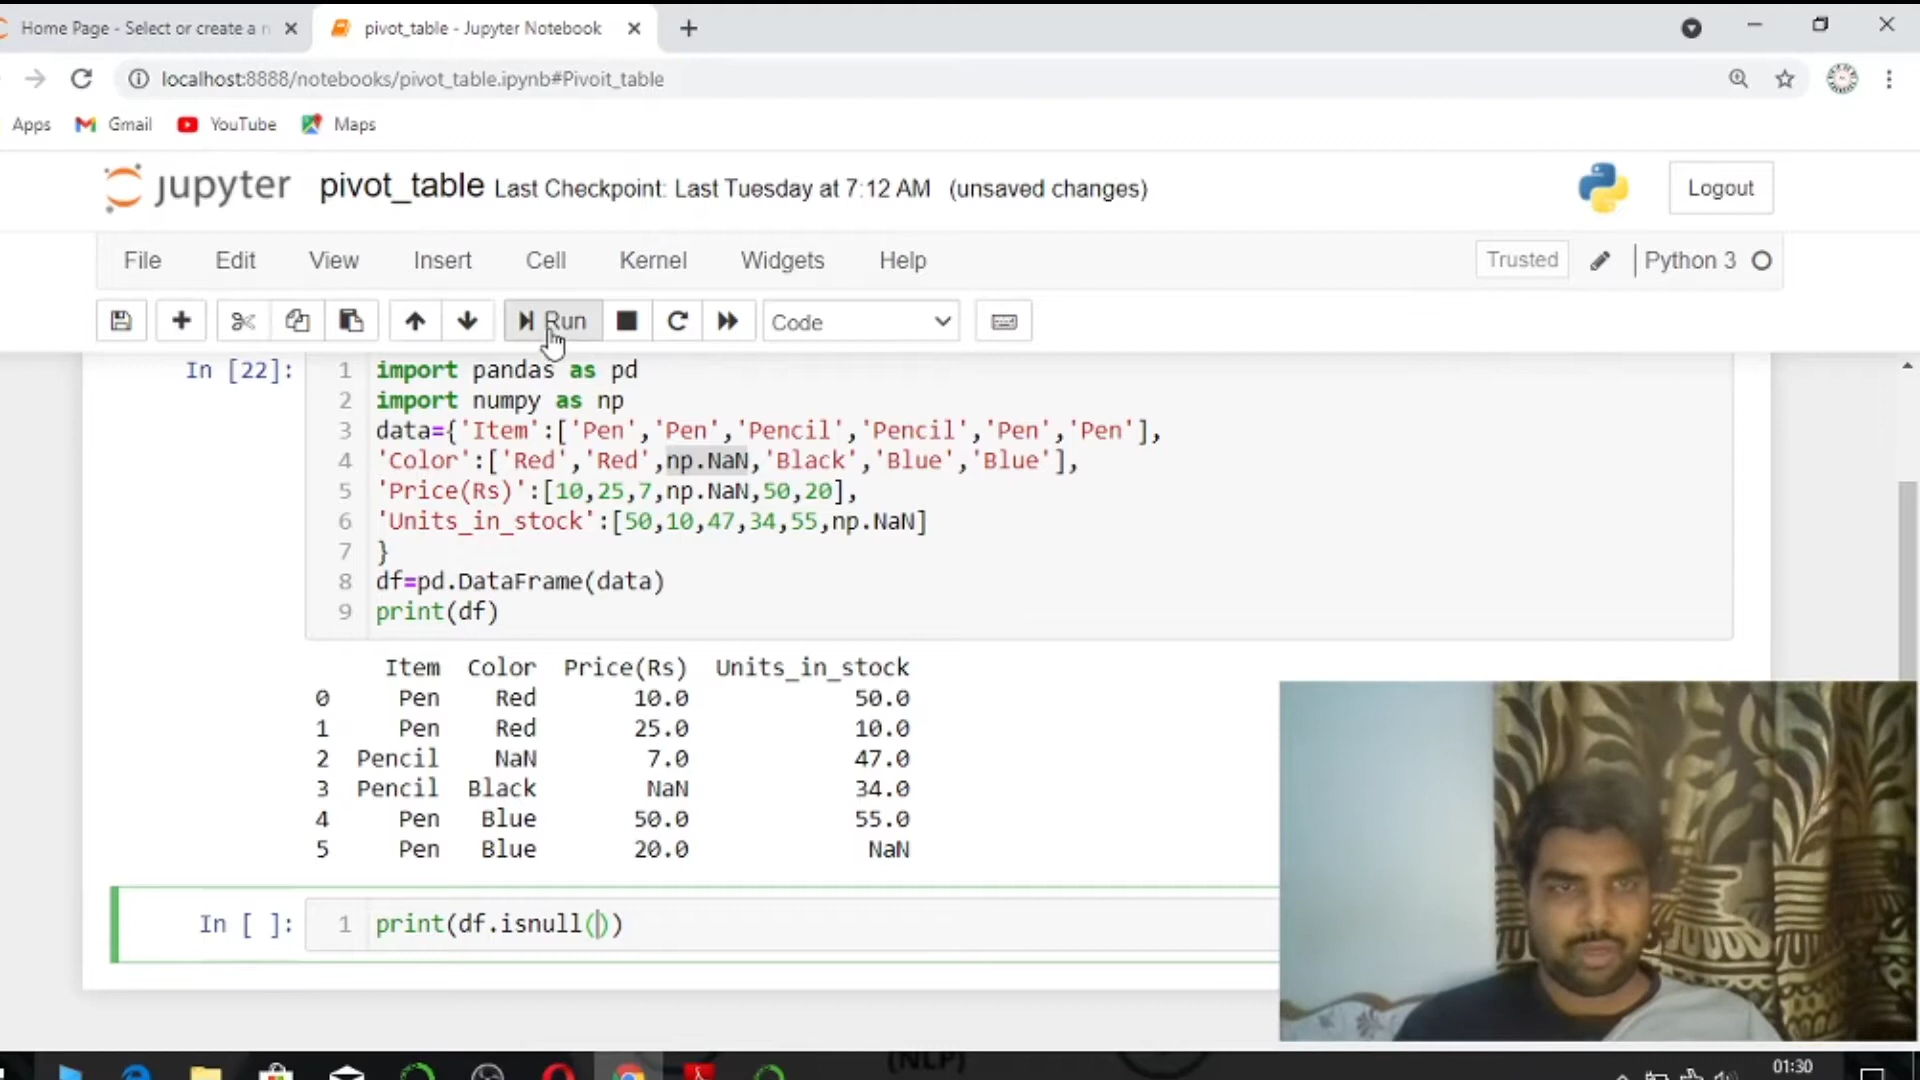 Home Page - Select or create a n
pivot_table - Jupyter Notebook
localhost:8888/notebooks/pivot_table.ipynb#Pivoit_table
Apps Gmail YouTube Maps
jupyter pivot_table Last Checkpoint: Last Tuesday at 7:12 AM (unsaved changes) Logout
File Edit View Insert Cell Kernel Widgets Help Trusted Python 3
Run Code
In [22]: 1 import pandas as pd
2 import numpy as np
3 data={'Item':['Pen','Pen','Pencil','Pencil','Pen','Pen'],
4 'Color':['Red','Red',np.NaN,'Black','Blue','Blue'],
5 'Price(Rs)':[10,25,7,np.NaN,50,20],
6 'Units_in_stock':[50,10,47,34,55,np.NaN]
7 }
8 df=pd.DataFrame(data)
9 print(df)
Item Color Price(Rs) Units_in_stock
0 Pen Red 10.0 50.0
1 Pen Red 25.0 10.0
2 Pencil NaN 7.0 47.0
3 Pencil Black NaN 34.0
4 Pen Blue 50.0 55.0
5 Pen Blue 20.0 NaN
In [ ]: 1 print(df.isnull())
(NLP)
01:30